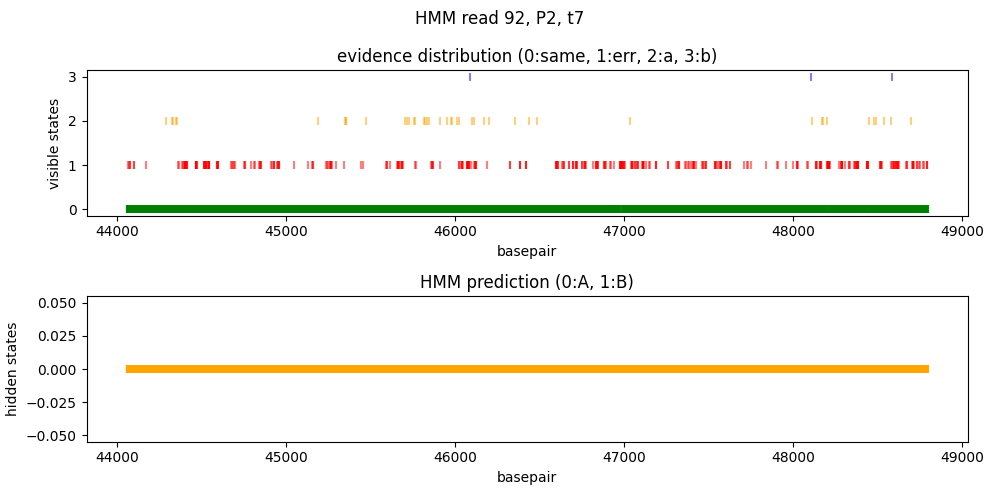 HMM read 92, P2, t7
evidence distribution (0:same, 1:err, 2:a, 3:b)
visible states
3
2
1
0
44000 45000 46000 47000 48000 49000
basepair
HMM prediction (0:A, 1:B)
hidden states
0.050
0.025
0.000
−0.025
−0.050
44000 45000 46000 47000 48000 49000
basepair